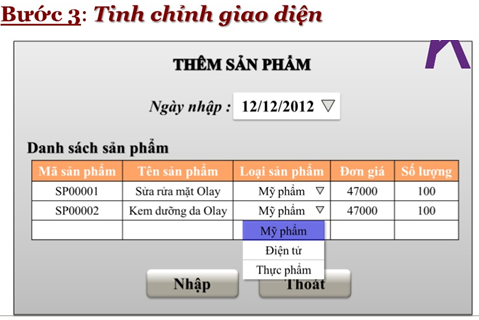 Bước 3: Tinh chỉnh giao diện
THÊM SẢN PHẨM
Ngày nhập : 12/12/2012
Danh sách sản phẩm
Mã sản phẩm Tên sản phẩm Loại sản phẩm Đơn giá Số lượng
SP00001 Sửa rửa mặt Olay Mỹ phẩm 47000 100
SP00002 Kem dưỡng da Olay Mỹ phẩm 47000 100
Mỹ phẩm
Điện tử
Thực phẩm
Nhập Thoát